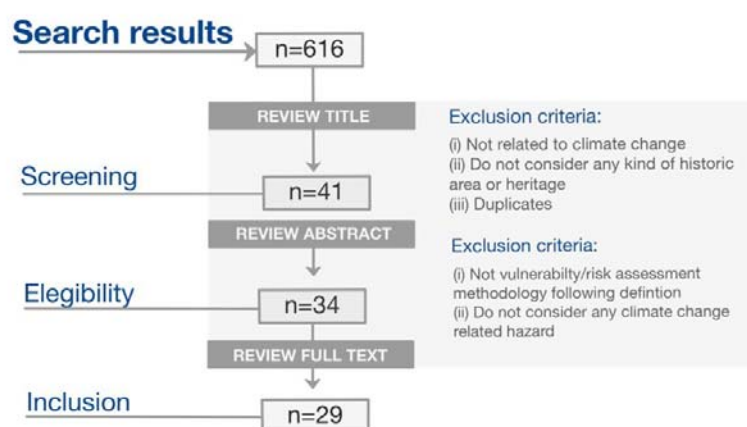 Search results
n=616
REVIEW TITLE
Exclusion criteria:
(i) Not related to climate change
(ii) Do not consider any kind of historic
area or heritage
(iii) Duplicates
Screening
n=41
REVIEW ABSTRACT
Exclusion criteria:
(i) Not vulnerabilty/risk assessment
methodology following defintion
(ii) Do not consider any climate change
related hazard
Elegibility
n=34
REVIEW FULL TEXT
Inclusion
n=29